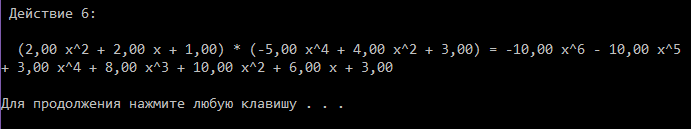 Действие 6:
(2,00 x^2 + 2,00 x + 1,00) * (-5,00 x^4 + 4,00 x^2 + 3,00) = -10,00 x^6 - 10,00 x^5
+ 3,00 x^4 + 8,00 x^3 + 10,00 x^2 + 6,00 x + 3,00
Для продолжения нажмите любую клавишу . . .